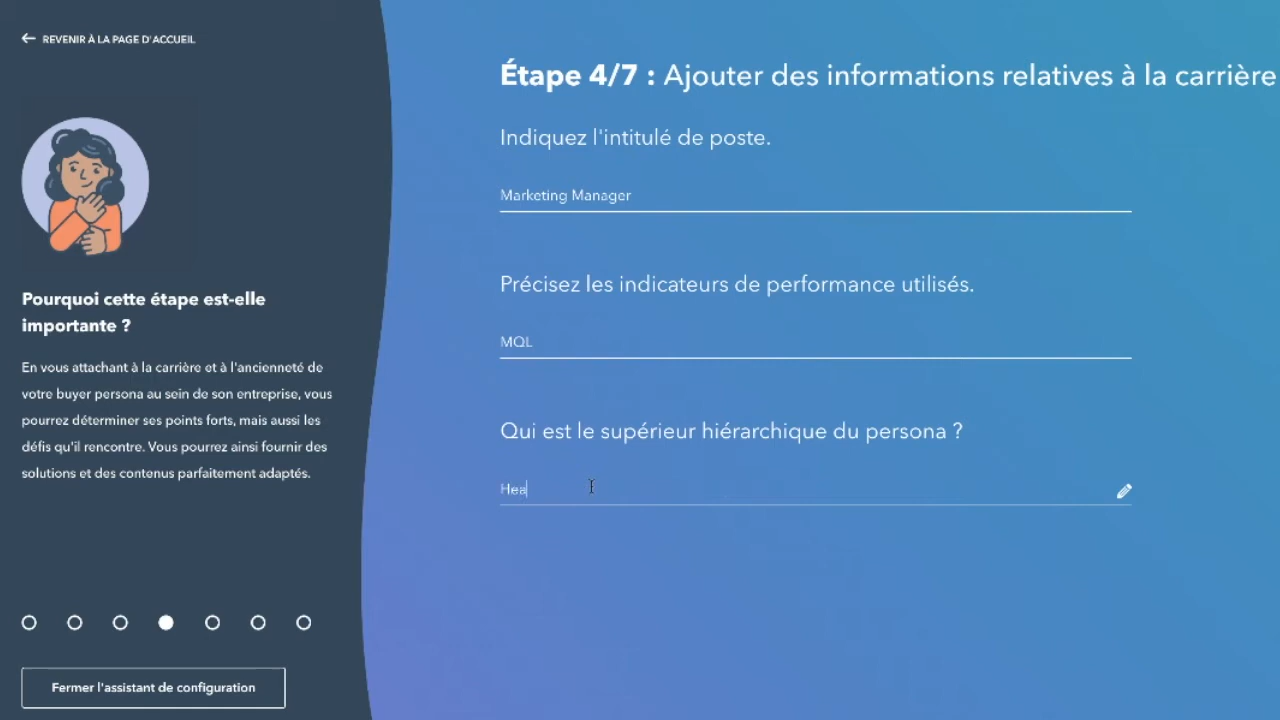 REVENIR À LA PAGE D'ACCUEIL
Pourquoi cette étape est-elle
importante ?
En vous attachant à la carrière et à l'ancienneté de
votre buyer persona au sein de son entreprise, vous
pourrez déterminer ses points forts, mais aussi les
défis qu'il rencontre. Vous pourrez ainsi fournir des
solutions et des contenus parfaitement adaptés.
Fermer l'assistant de configuration
Étape 4/7 : Ajouter des informations relatives à la carrière
Indiquez l'intitulé de poste.
Marketing Manager
Précisez les indicateurs de performance utilisés.
MQL
Qui est le supérieur hiérarchique du persona ?
Hea